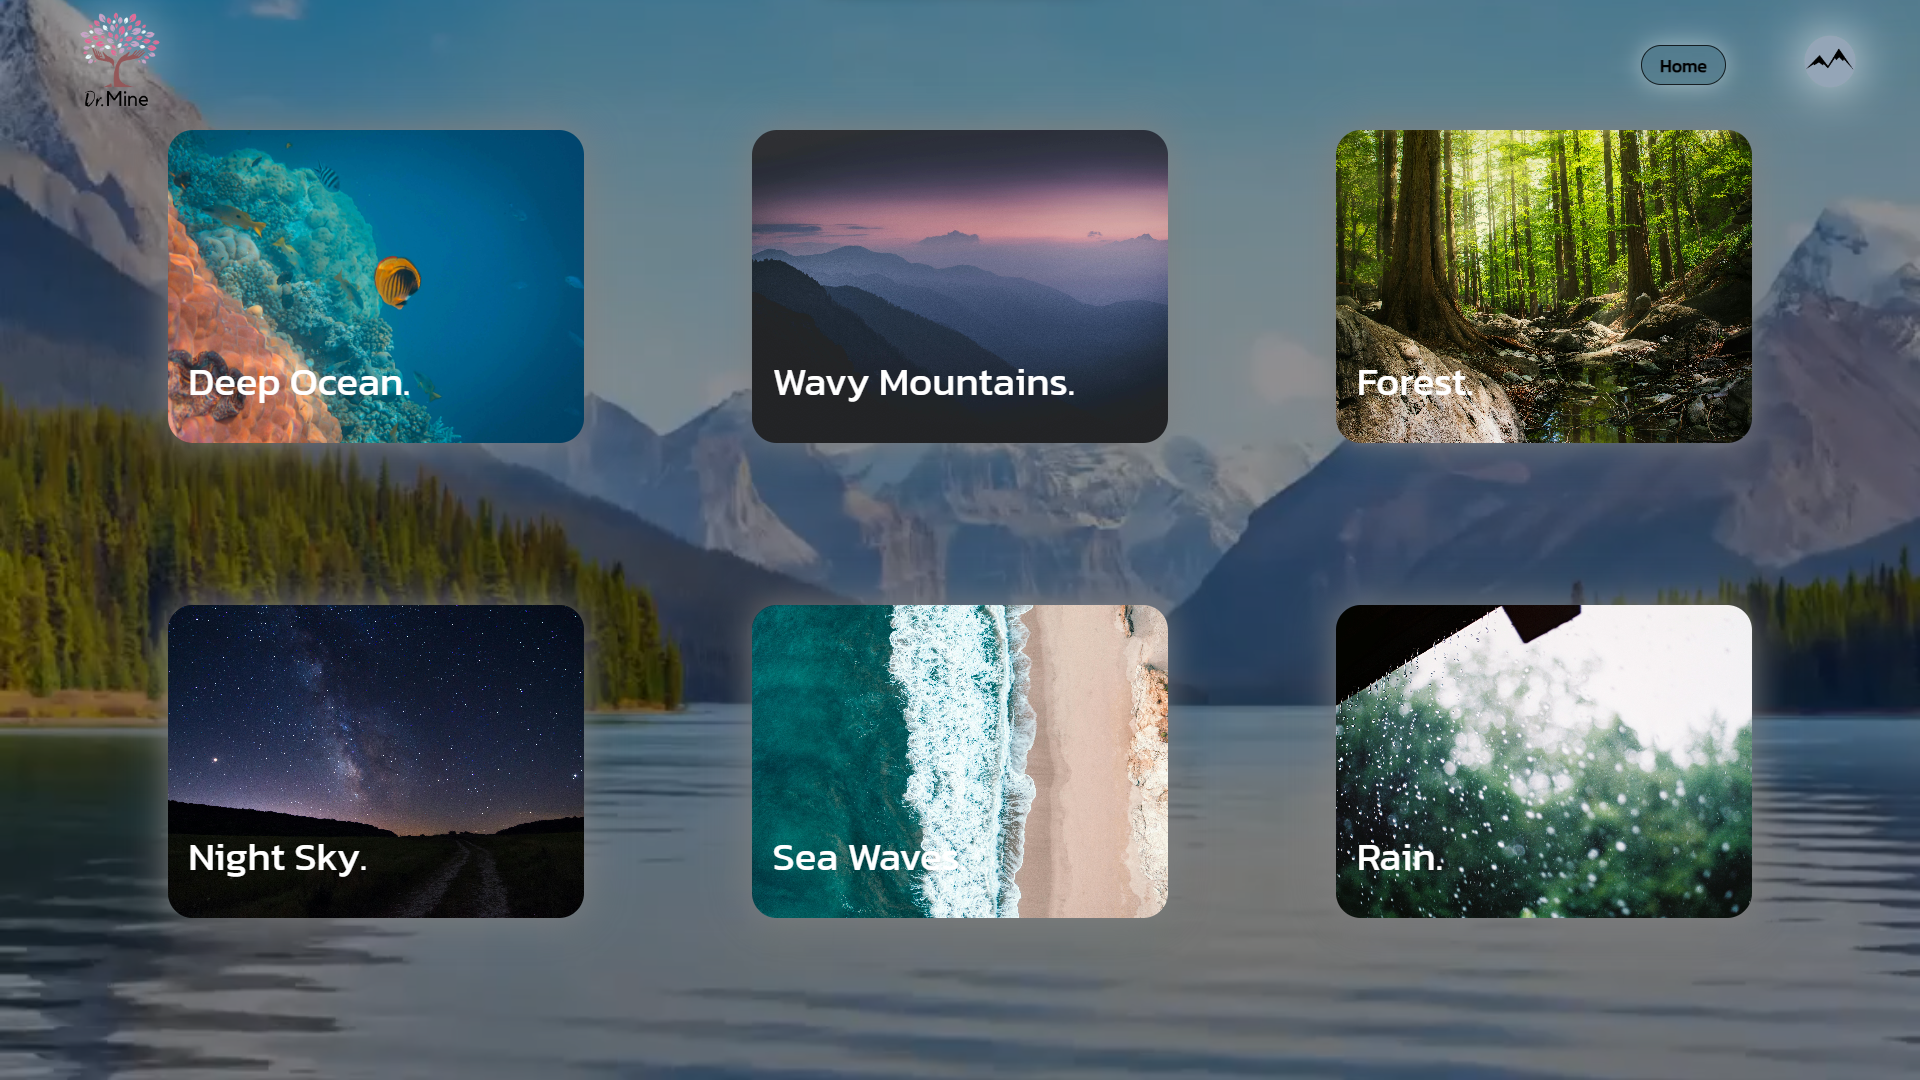 Dr. Mine
Home
Deep Ocean.
Wavy Mountains.
Forest.
Night Sky.
Sea Waves.
Rain.